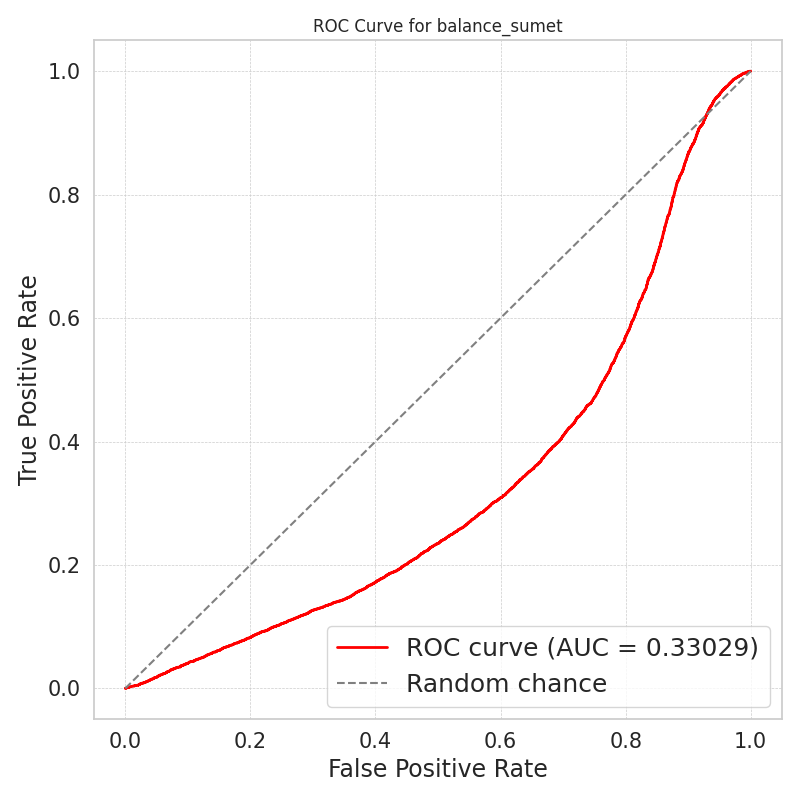 ROC Curve for balance_sumet
1.0
0.8
0.6
0.4
0.2
0.0
True Positive Rate
ROC curve (AUC = 0.33029)
Random chance
0.0 0.2 0.4 0.6 0.8 1.0
False Positive Rate